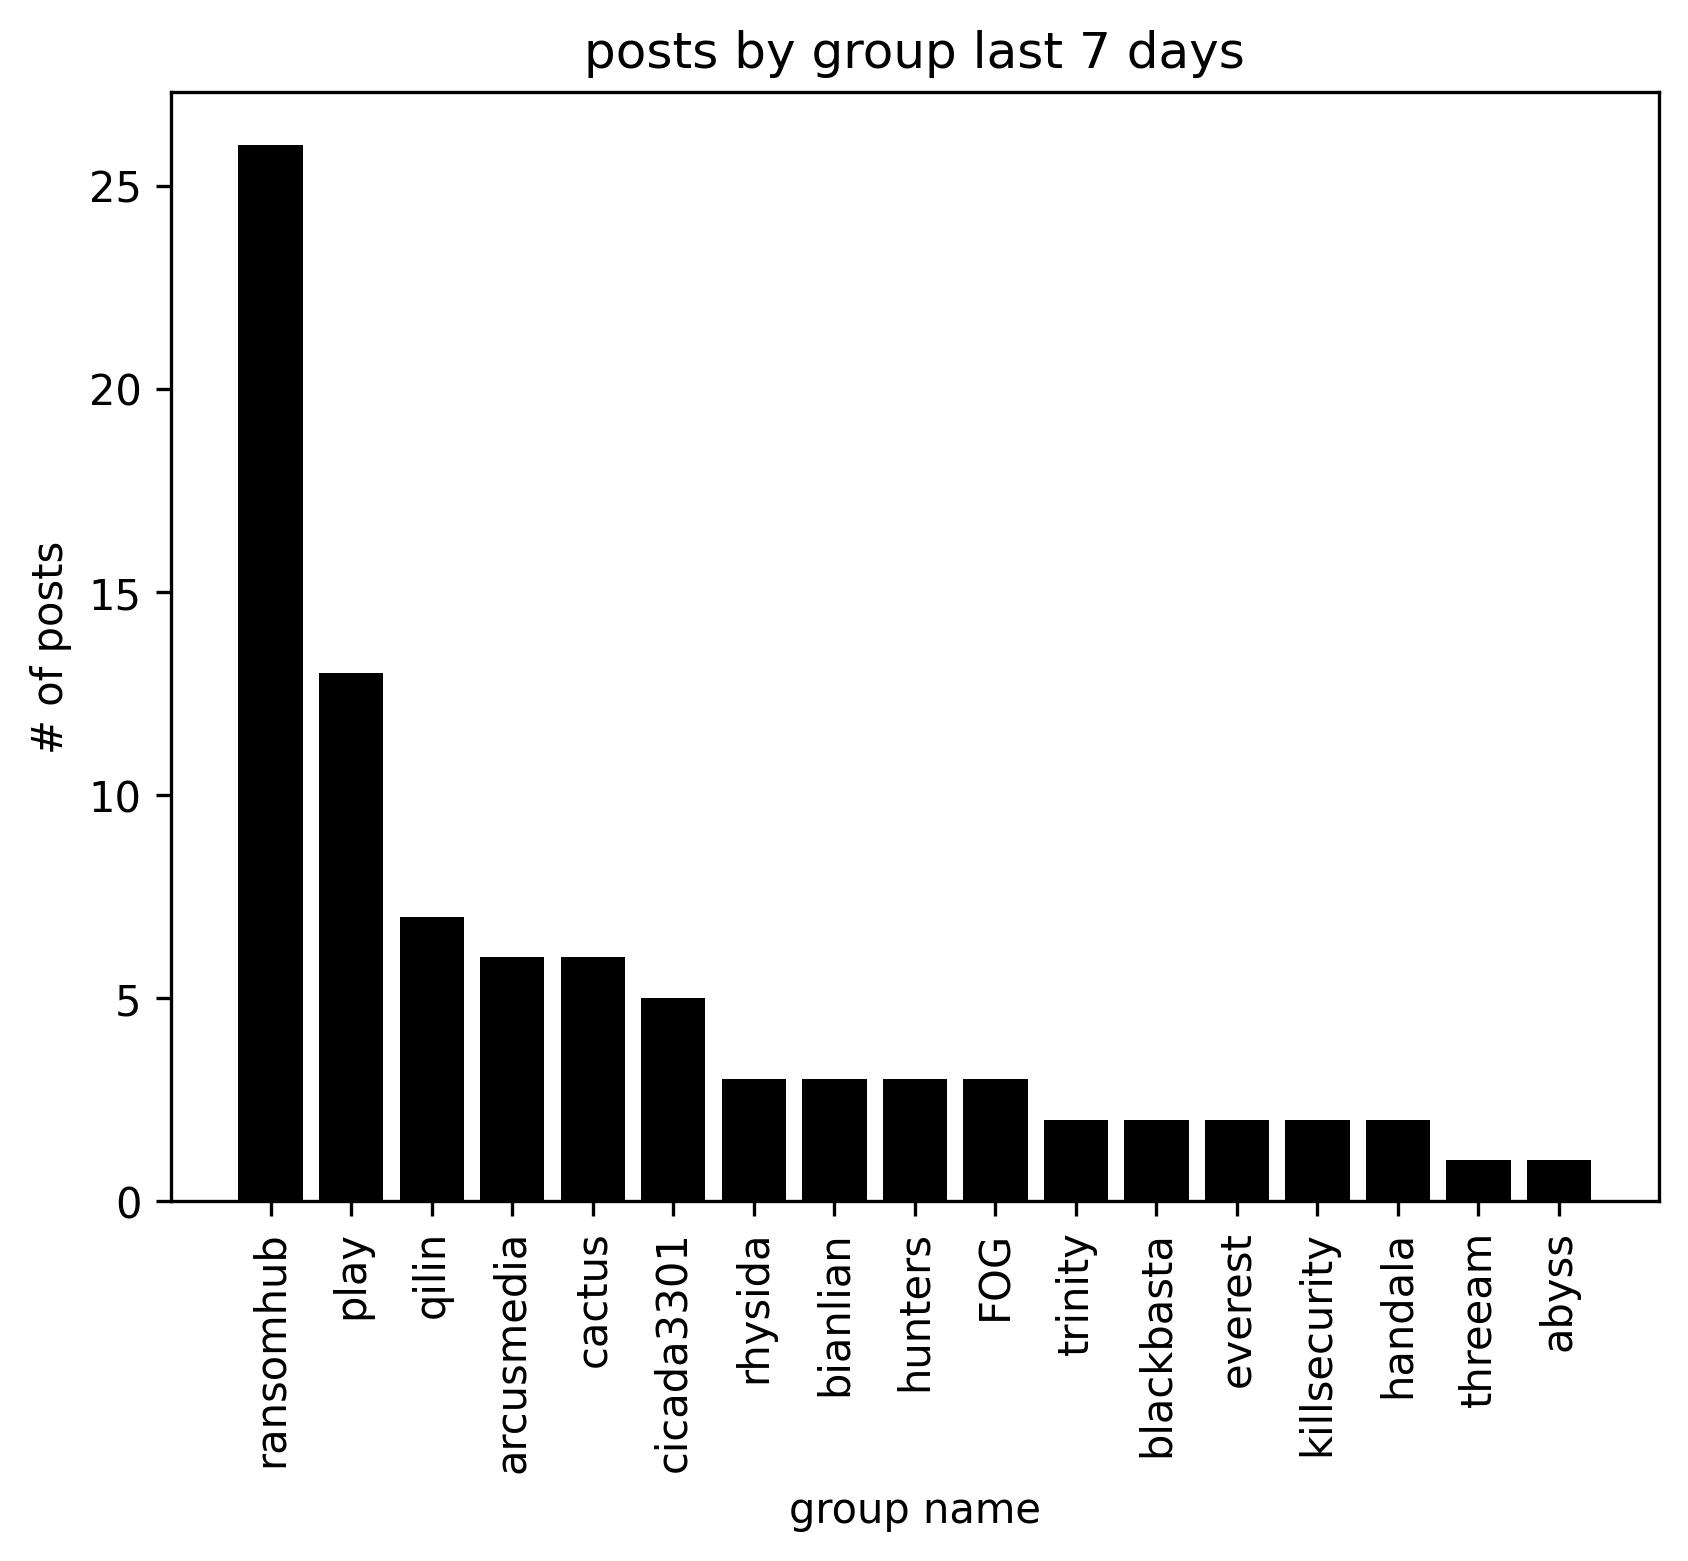 posts by group last 7 days
# of posts
25
20
15
10
5
0
ransomhub
play
qilin
arcusmedia
cactus
cicada3301
rhysida
bianlian
hunters
FOG
trinity
blackbasta
everest
killsecurity
handala
threeam
abyss
group name